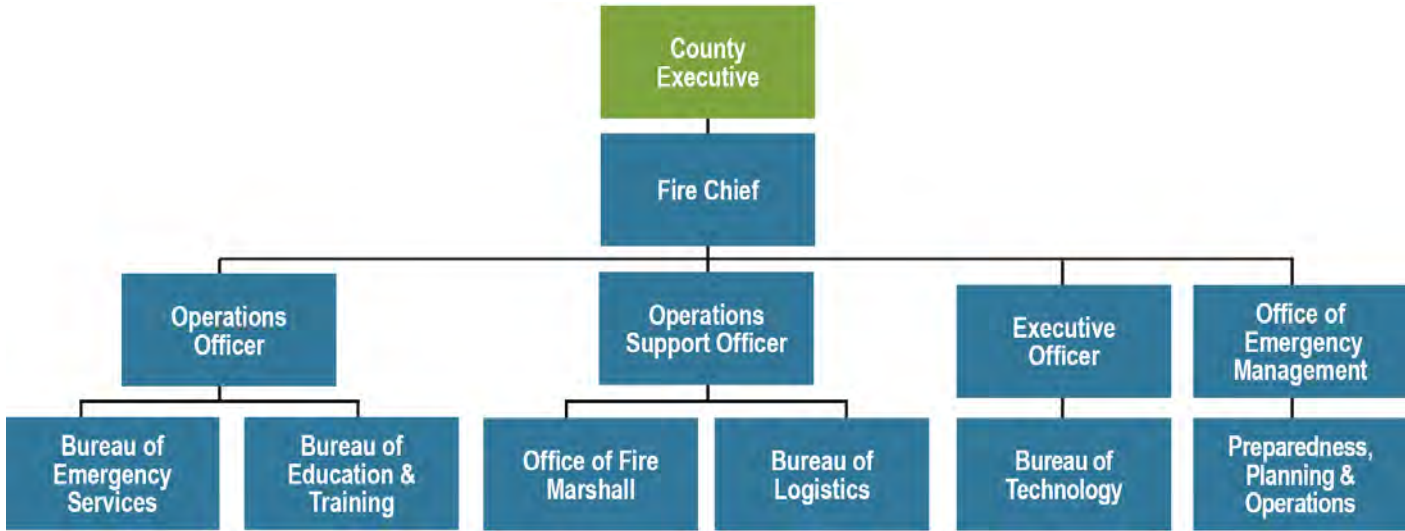 County
Executive
Fire Chief
Operations
Officer
Operations
Support Officer
Executive
Officer
Office of
Emergency
Management
Bureau of
Emergency
Services
Bureau of
Education &
Training
Office of Fire
Marshall
Bureau of
Logistics
Bureau of
Technology
Preparedness,
Planning &
Operations